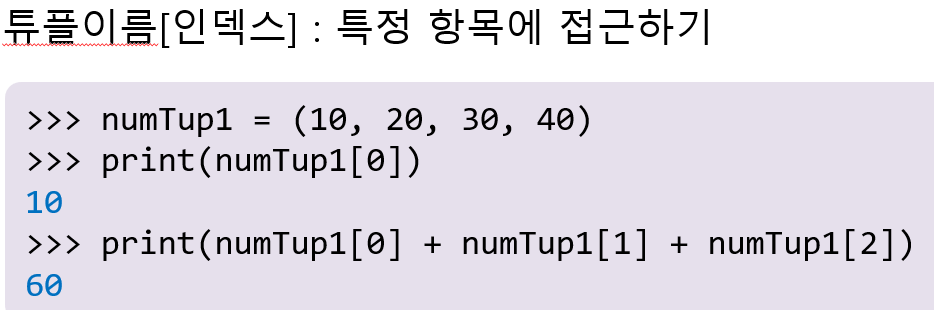 튜플이름[인덱스] : 특정 항목에 접근하기
>>> numTup1 = (10, 20, 30, 40)
>>> print(numTup1[0])
10
>>> print(numTup1[0] + numTup1[1] + numTup1[2])
60